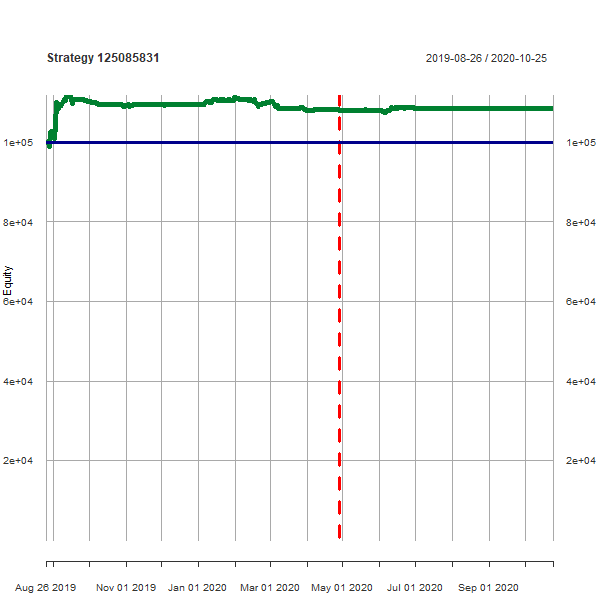 Strategy 125085831
2019-08-26 / 2020-10-25
1e+05
1e+05
8e+04
8e+04
Equity
6e+04
6e+04
4e+04
4e+04
2e+04
2e+04
Aug 26 2019
Nov 01 2019
Jan 01 2020
Mar 01 2020
May 01 2020
Jul 01 2020
Sep 01 2020